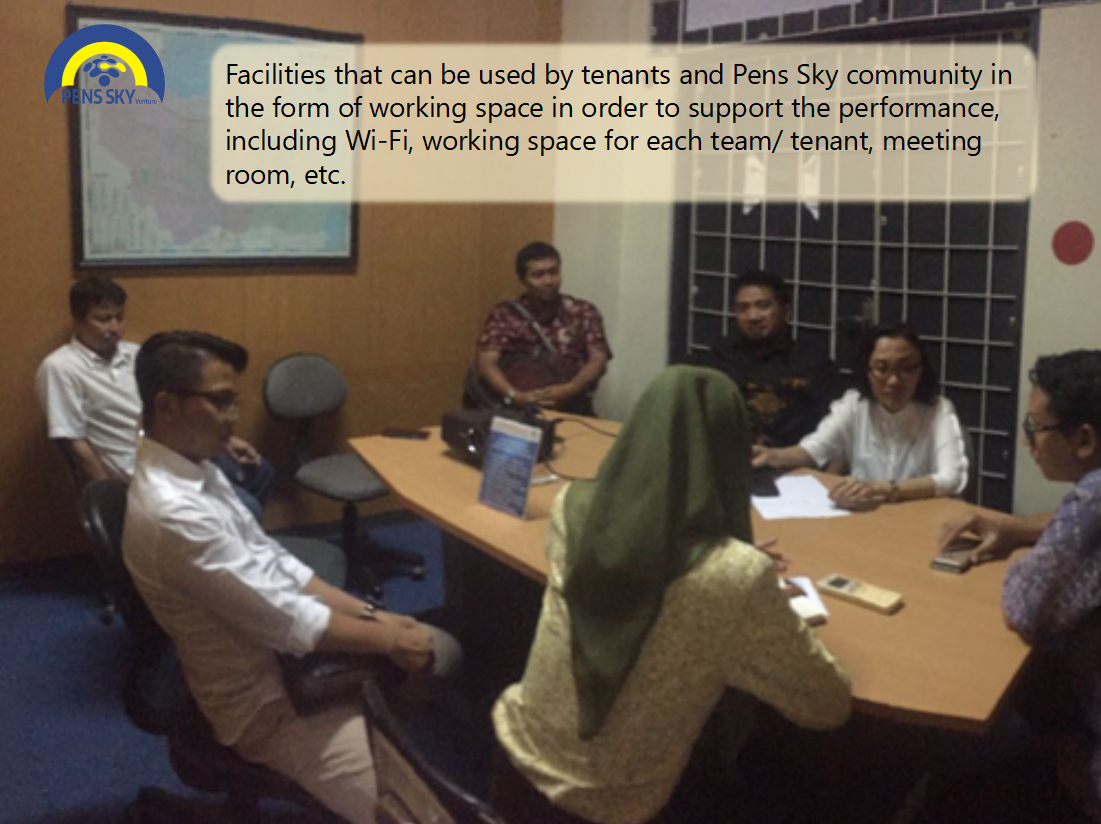 PENS SKY Venture
Facilities that can be used by tenants and Pens Sky community in
the form of working space in order to support the performance,
including Wi-Fi, working space for each team/ tenant, meeting
room, etc.